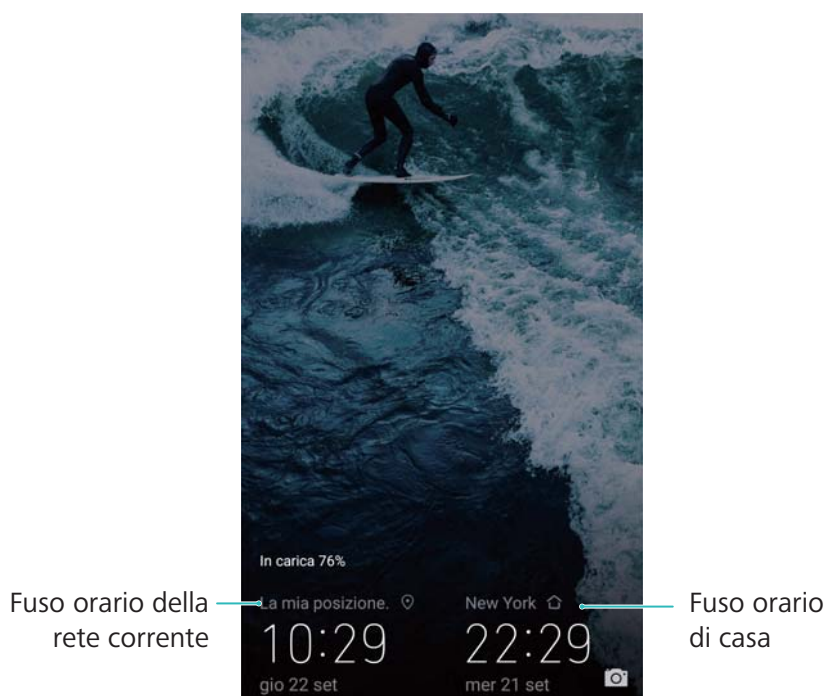 In carica 76%
Fuso orario della
rete corrente
La mia posizione.
10:29
gio 22 set
New York
22:29
mer 21 set
Fuso orario
di casa